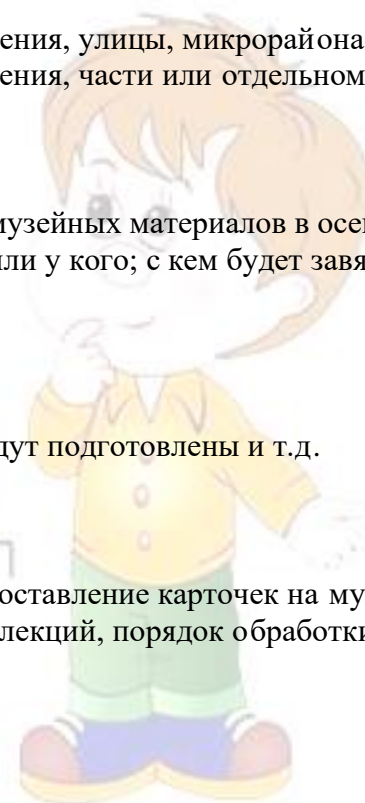 ения, улицы, микрорайона
ения, части или отдельном
музейных материалов в осе
или у кого; с кем будет завя
дут подготовлены и т.д.
оставление карточек на му
лекций, порядок обработки